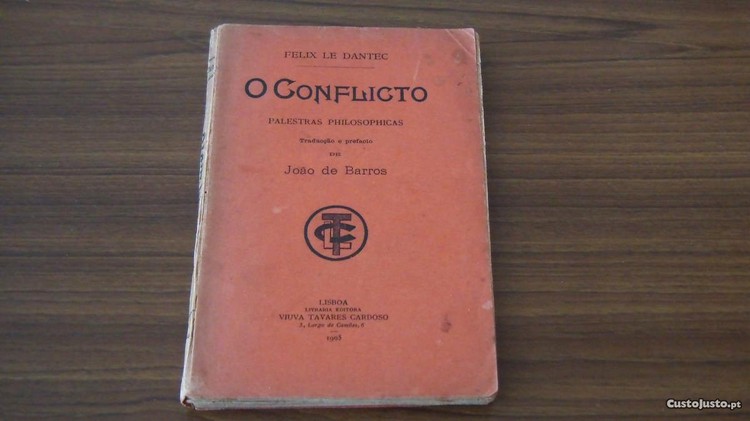 FELIX LE DANTEC
O CONFLICTO
PALESTRAS PHILOSOPHICAS
Traducção e prefacio
DE
João de Barros
TCL
LISBOA
LIVRARIA EDITORA
VIUVA TAVARES CARDOSO
5, Largo de Camões, 6
CustoJusto.pt